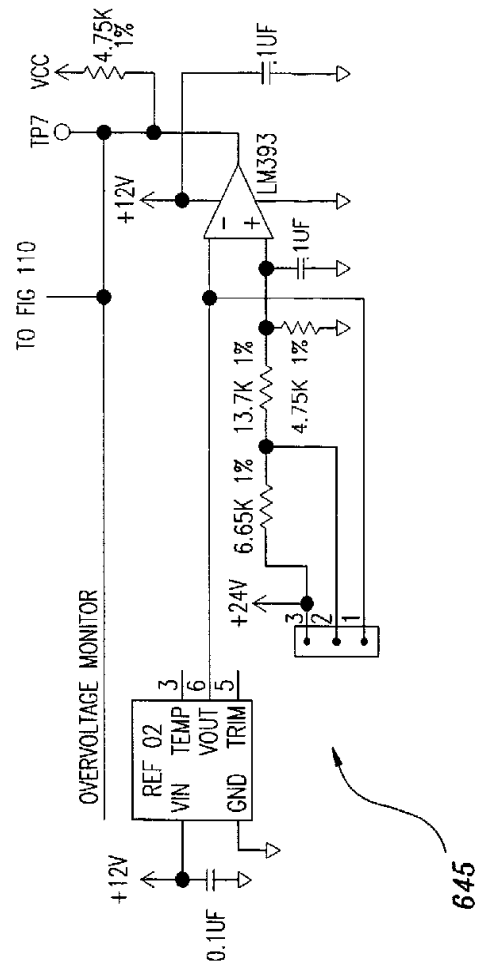 TO FIG 110
TP7
VCC
4.75K
1%
OVERVOLTAGE MONITOR
+12V
.1UF
LM393
−
+
.1UF
+12V
0.1UF
REF 02
VIN
TEMP
3
VOUT
6
GND
TRIM
5
+24V
6.65K 1%
13.7K 1%
4.75K 1%
3
2
1
645